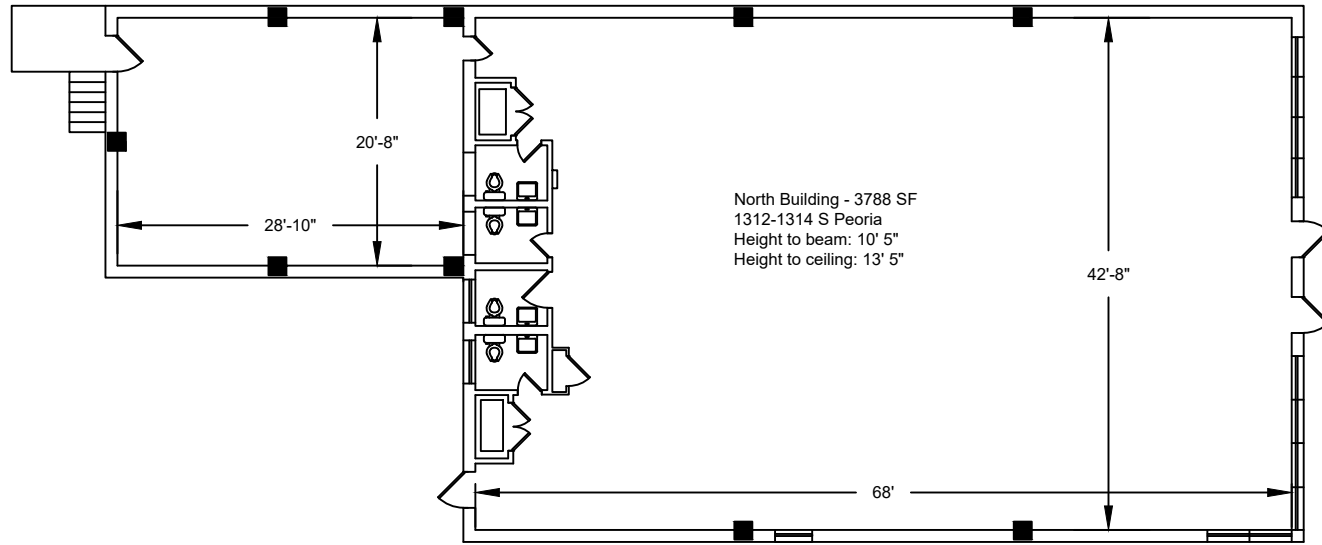 20'-8"
28'-10"
North Building - 3788 SF
1312-1314 S Peoria
Height to beam: 10' 5"
Height to ceiling: 13' 5"
42'-8"
68'